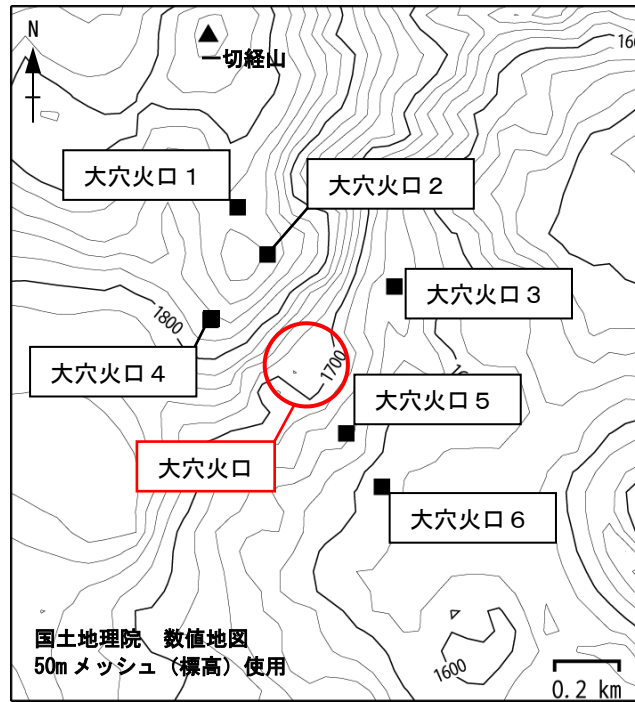 N
一切経山
160
大穴火口１
大穴火口２
大穴火口３
1800
大穴火口４
1700
大穴火口５
大穴火口
大穴火口６
国土地理院　数値地図
50m メッシュ（標高）使用
1600
0.2 km